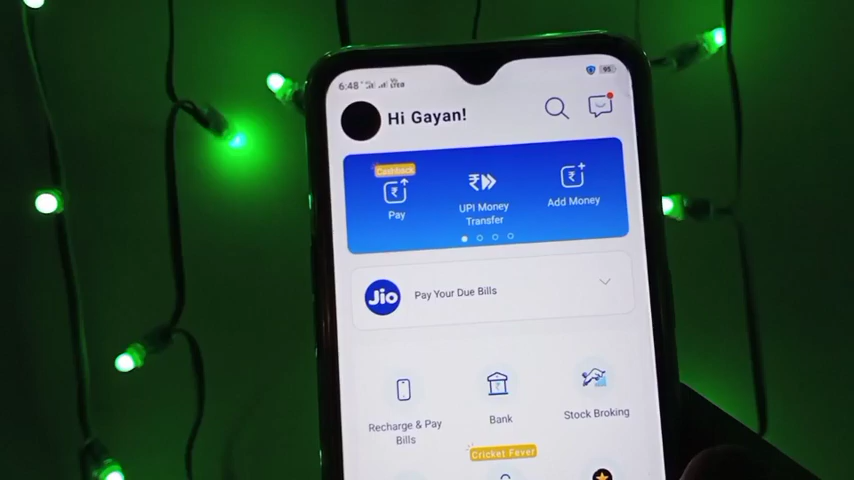 6:48
95
Hi Gayan!
Cashback
Pay
UPI Money
Transfer
Add Money
Jio
Pay Your Due Bills
Recharge & Pay
Bills
Bank
Stock Broking
Cricket Fever